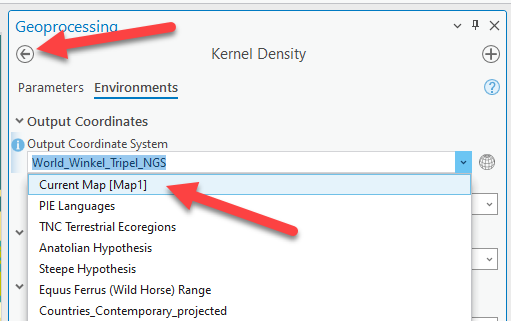 Geoprocessing
Kernel Density
Parameters Environments
Output Coordinates
Output Coordinate System
World_Winkel_Tripel_NGS
Current Map [Map1]
PIE Languages
TNC Terrestrial Ecoregions
Anatolian Hypothesis
Steepe Hypothesis
Equus Ferrus (Wild Horse) Range
Countries_Contemporary_projected